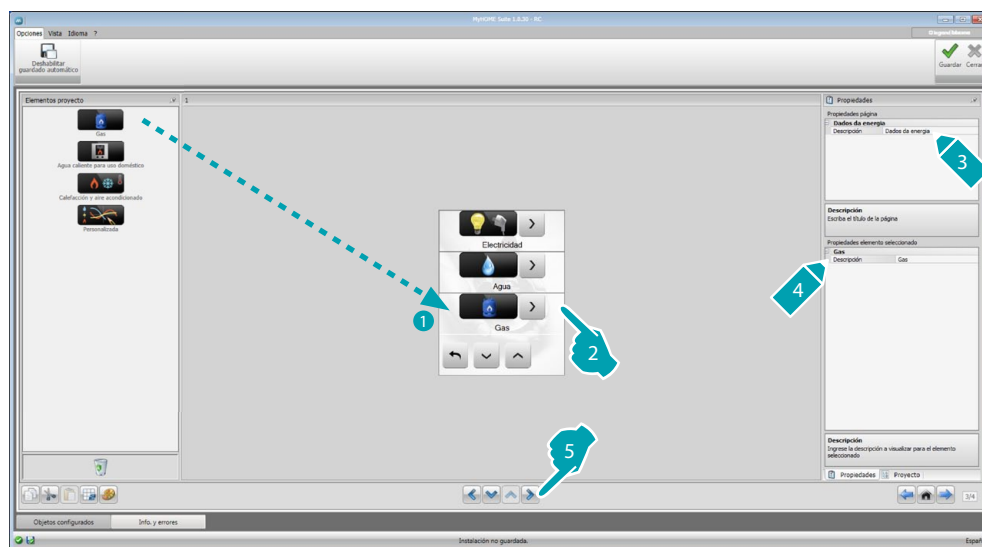 MyHOME Suite 1.0.30 - RC
Opciones Vista Idioma ?
Deshabilitar
guardado automático
Guardar Cerrar
Elementos proyecto
Gas
Agua caliente para uso doméstico
Calefacción y aire acondicionado
Personalizada
1
Electricidad
Agua
Gas
1
2
5
Propiedades
Propiedades página
Dados da energia
Descripción Dados da energia
3
Descripción
Escriba el título de la página
Propiedades elemento seleccionado
Gas
Descripción Gas
4
Descripción
Ingrese la descripción a visualizar para el elemento
seleccionado
Propiedades Proyecto
3/4
Objetos configurados Info. y errores
Instalación no guardada.
Españ